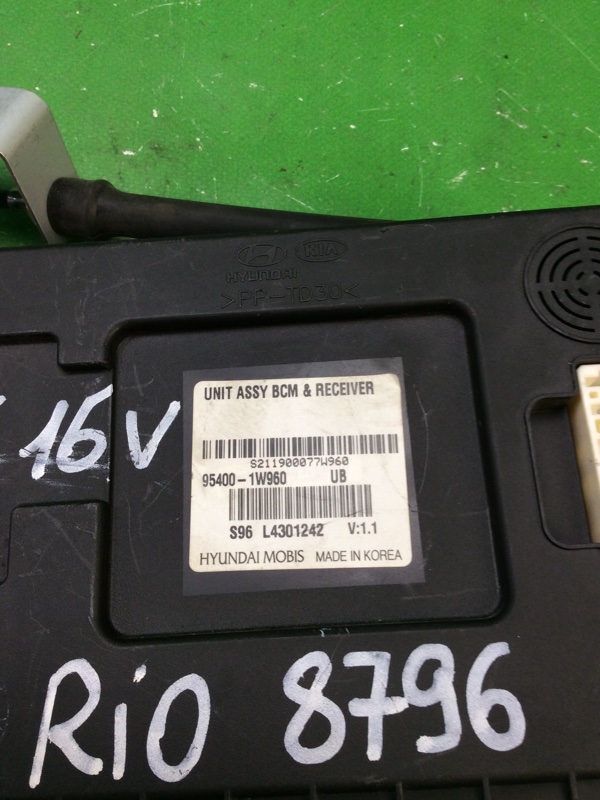 HYUNDAI KIA
>PP-TD30<
16V
UNIT ASSY BCM & RECEIVER
S211900077W960
95400-1W960 UB
S96 L4301242 V:1.1
HYUNDAI MOBIS MADE IN KOREA
RiO 8796